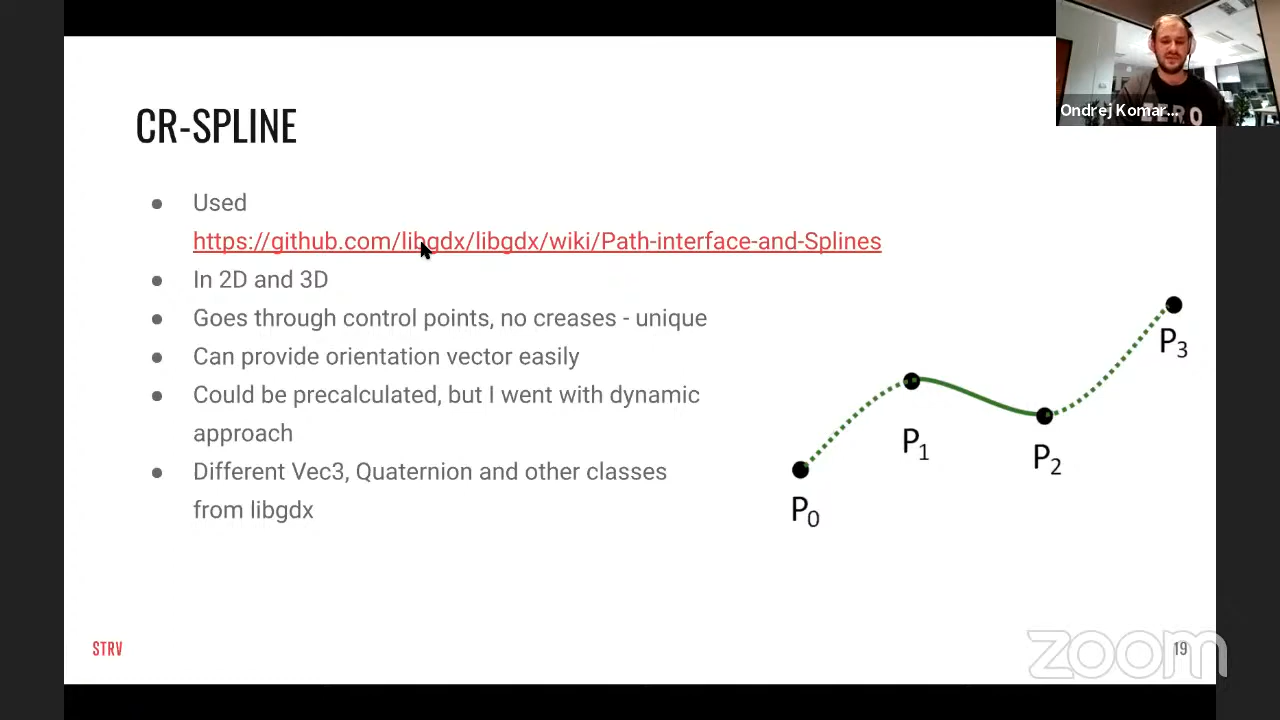 Ondrej Komar...
ZERO
CR-SPLINE
● Used
https://github.com/libgdx/libgdx/wiki/Path-interface-and-Splines
● In 2D and 3D
● Goes through control points, no creases - unique
● Can provide orientation vector easily
● Could be precalculated, but I went with dynamic
approach
● Different Vec3, Quaternion and other classes
from libgdx
P0
P1
P2
P3
STRV
zoom
19